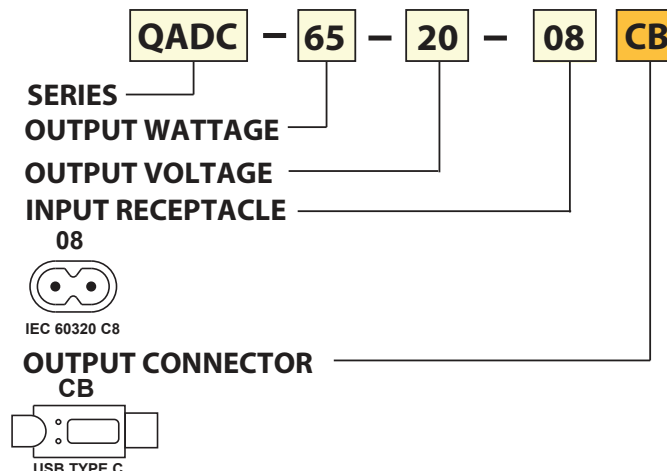 QADC – 65 – 20 – 08 CB
SERIES
OUTPUT WATTAGE
OUTPUT VOLTAGE
INPUT RECEPTACLE
08
IEC 60320 C8
OUTPUT CONNECTOR
CB
USB TYPE C